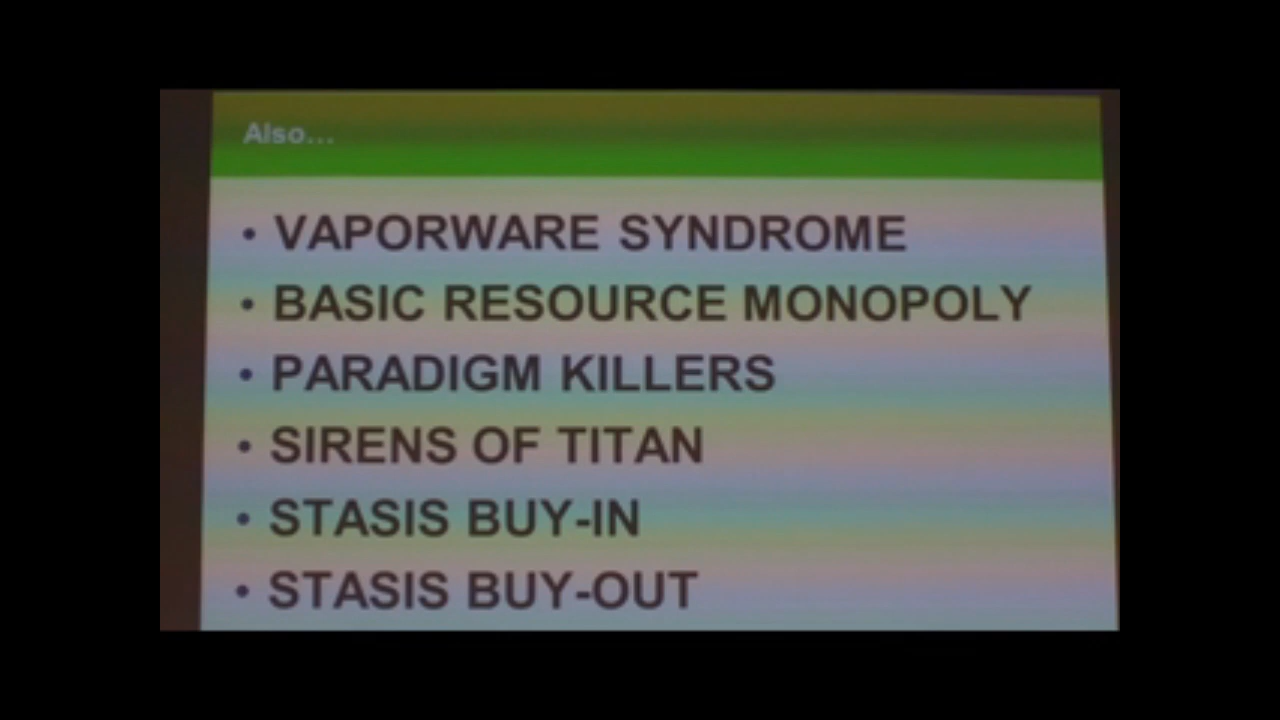 Also...
• VAPORWARE SYNDROME
• BASIC RESOURCE MONOPOLY
• PARADIGM KILLERS
• SIRENS OF TITAN
• STASIS BUY-IN
• STASIS BUY-OUT